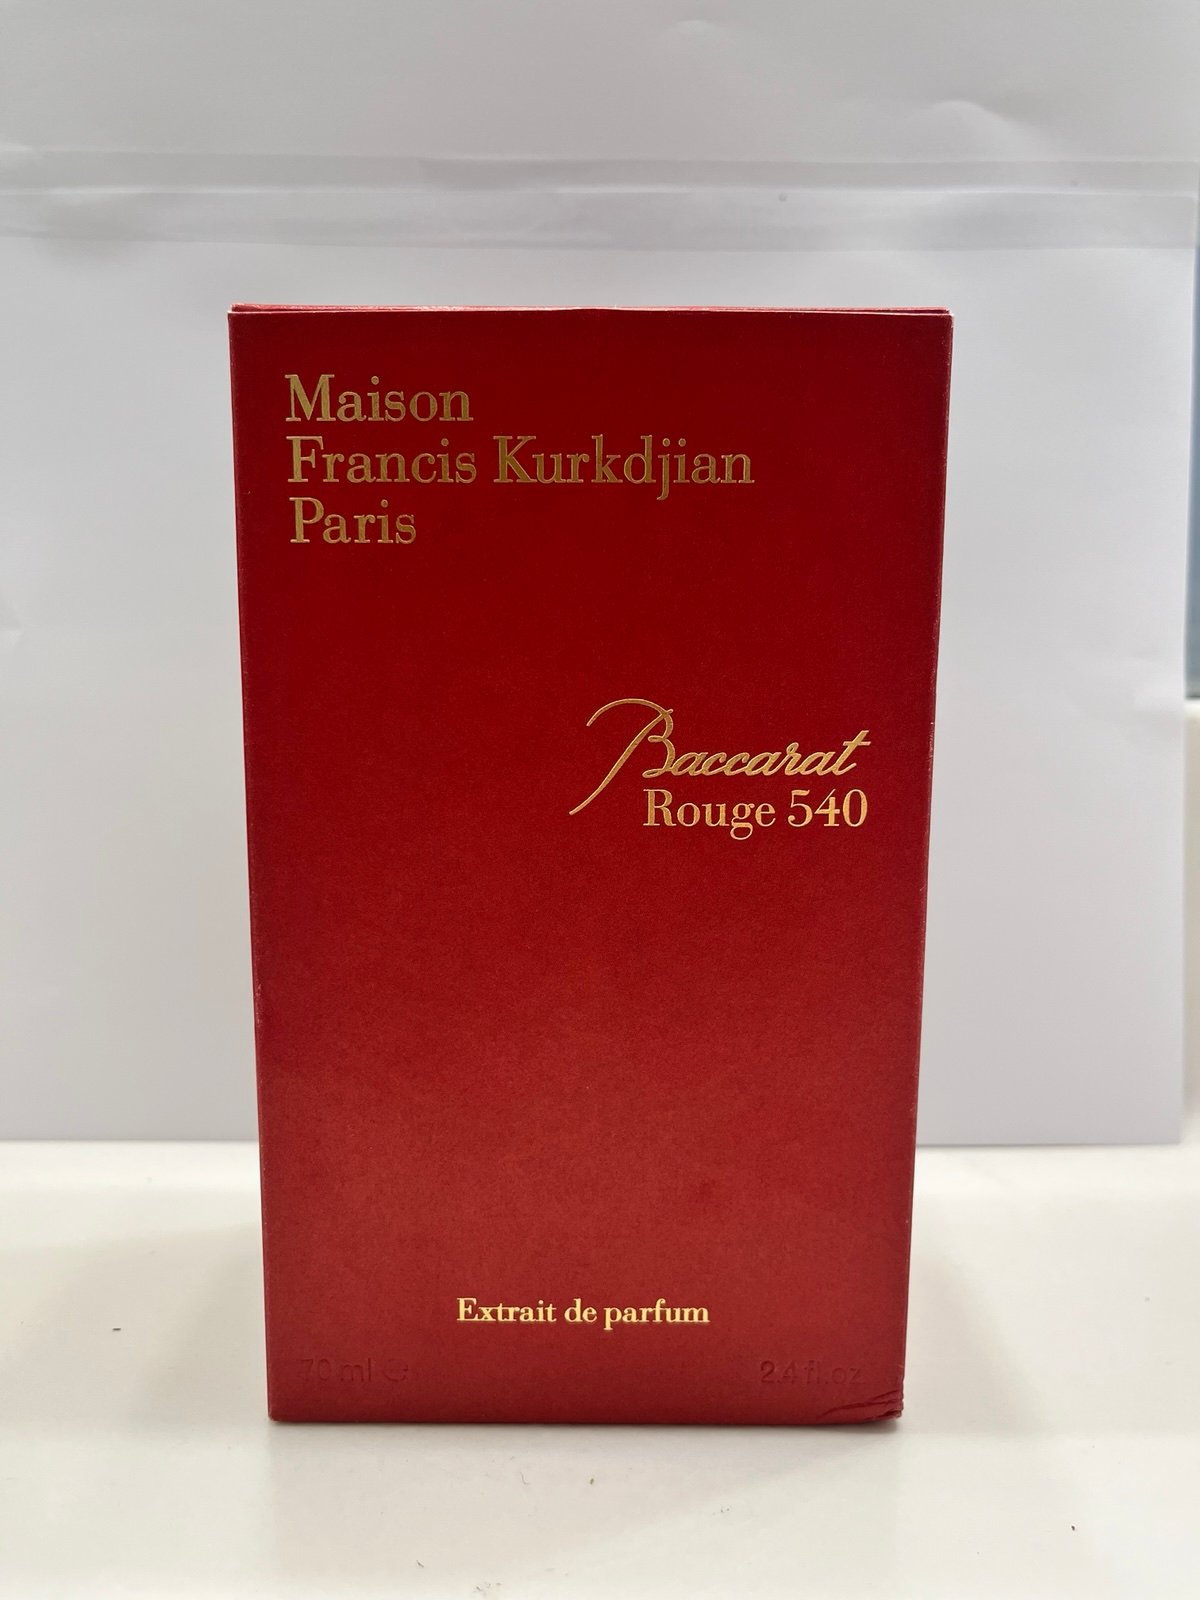 Maison
Francis Kurkdjian
Paris
Baccarat
Rouge 540
Extrait de parfum
70 ml ℮ 2.4 fl.oz